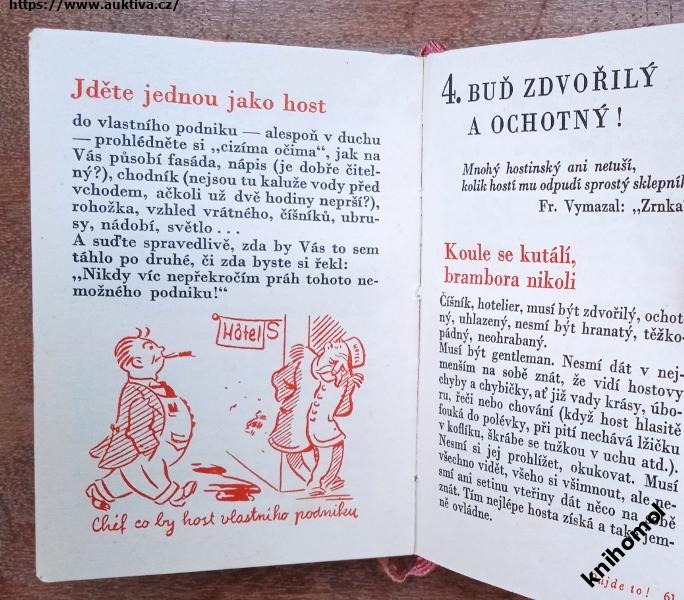 https://www.auktiva.cz/
Jděte jednou jako host
do vlastního podniku — alespoň v duchu
— prohlédněte si „cizíma očima“, jak na
Vás působí fasáda, nápis (je dobře čitel-
ný?), chodník (nejsou tu kaluže vody před
vchodem, ačkoli už dvě hodiny neprší?),
rohožka, vzhled vrátného, číšníků, ubru-
sy, nádobí, světlo ...
A suďte spravedlivě, zda by Vás to sem
táhlo po druhé, či zda byste si řekl:
„Nikdy víc nepřekročím práh tohoto ne-
možného podniku!“
Hôtel S
HOTEL
Chéf co by host vlastního podniku
4. BUĎ ZDVOŘILÝ
A OCHOTNÝ!
Mnohý hostinský ani netuší,
kolik hostí mu odpudí sprostý sklepník
Fr. Vymazal: „Zrnka
Koule se kutálí,
brambora nikoli
Číšník, hotelier, musí být zdvořilý, ochot
ný, uhlazený, nesmí být hranatý, těžko-
pádný, neohrabaný.
Musí být gentleman. Nesmí dát v nej-
menším na sobě znát, že vidí hostovy
chyby a chybičky, ať již vady krásy, úbo-
ru, řeči nebo chování (když host hlasitě
fouká do polévky, při pití nechává lžičku
v koflíku, škrábe se tužkou v uchu atd.).
Nesmí si jej prohlížet, okukovat. Musí
všechno vidět, všeho si všimnout, ale ne-
smí ani setinu vteřiny dát něco na sobě
znát. Tím nejlépe hosta získá a tak jem-
ně ovládne.
jde to! 61
knihomol